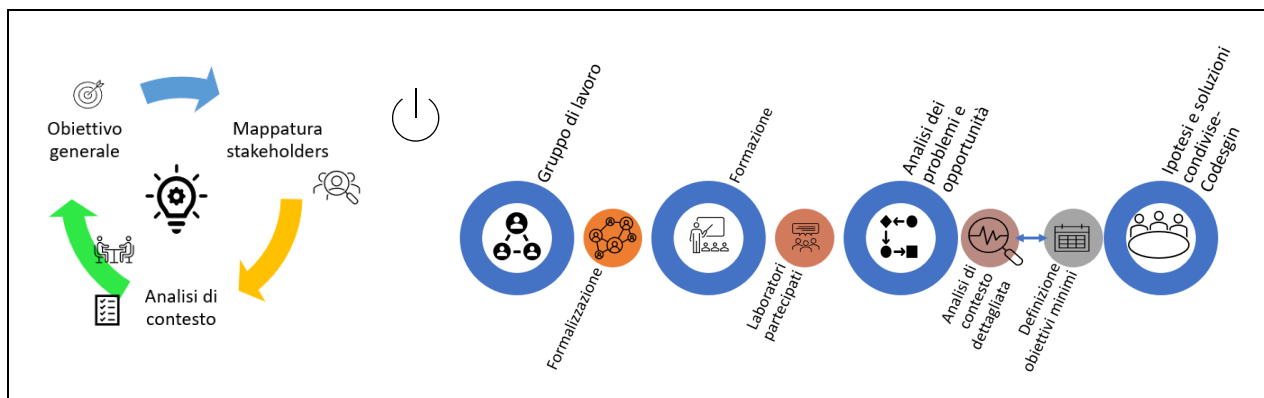 Obiettivo
generale
Mappatura
stakeholders
Analisi di
contesto
Gruppo di lavoro
Formalizzazione
Formazione
Laboratori
partecipati
Analisi dei
problemi e
opportunità
Analisi di
contesto
dettagliata
Definizione
obiettivi minimi
Ipotesi e soluzioni
condivise-
Codesgin